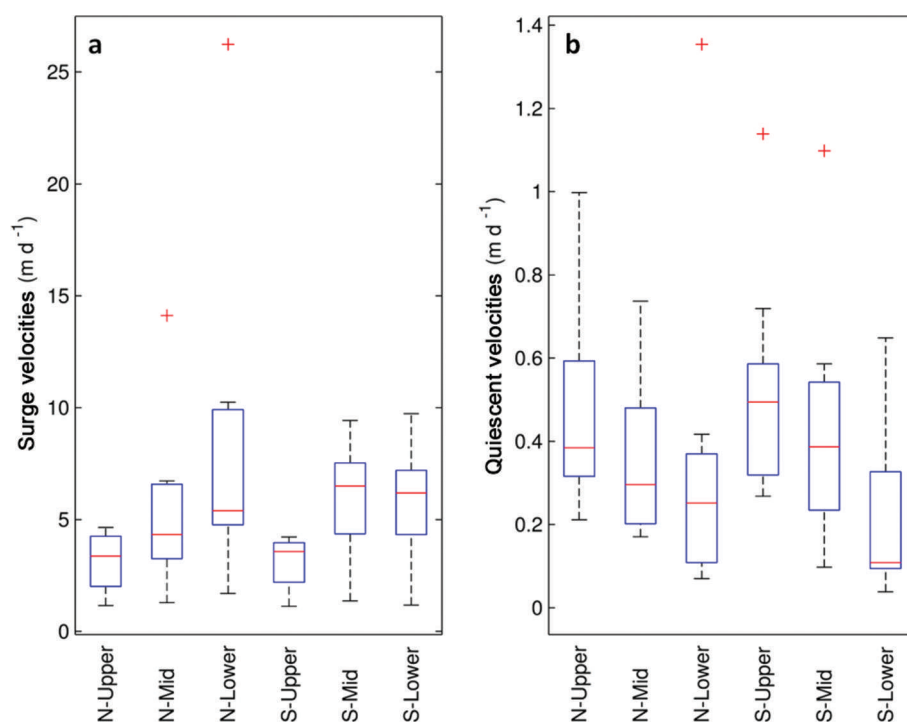 a
Surge velocities (m d -1)
25
20
15
10
5
0
N-Upper
N-Mid
N-Lower
S-Upper
S-Mid
S-Lower
b
Quiescent velocities (m d -1)
1.4
1.2
1
0.8
0.6
0.4
0.2
0
N-Upper
N-Mid
N-Lower
S-Upper
S-Mid
S-Lower